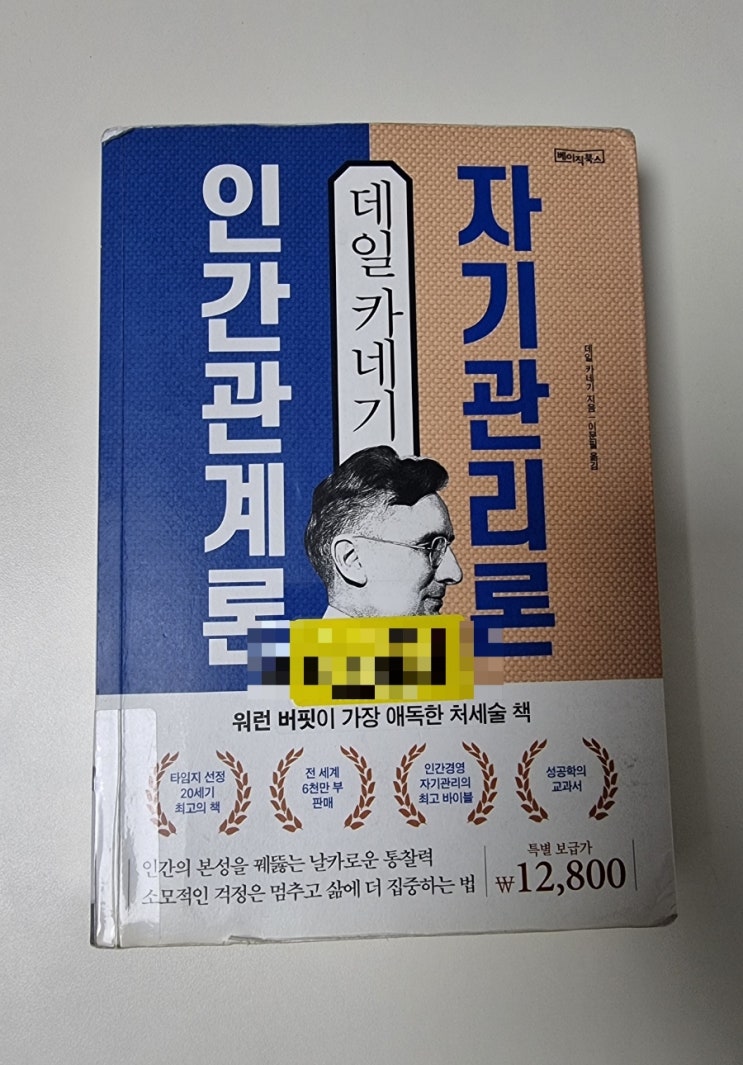 베이직북스
인간관계론
데일 카네기
자기관리론
데일 카네기 지음 | 이문필 옮김
워런 버핏이 가장 애독한 처세술 책
타임지 선정
20세기
최고의 책
전 세계
6천만 부
판매
인간경영
자기관리의
최고 바이블
성공학의
교과서
인간의 본성을 꿰뚫는 날카로운 통찰력
소모적인 걱정은 멈추고 삶에 더 집중하는 법
특별 보급가
₩12,800